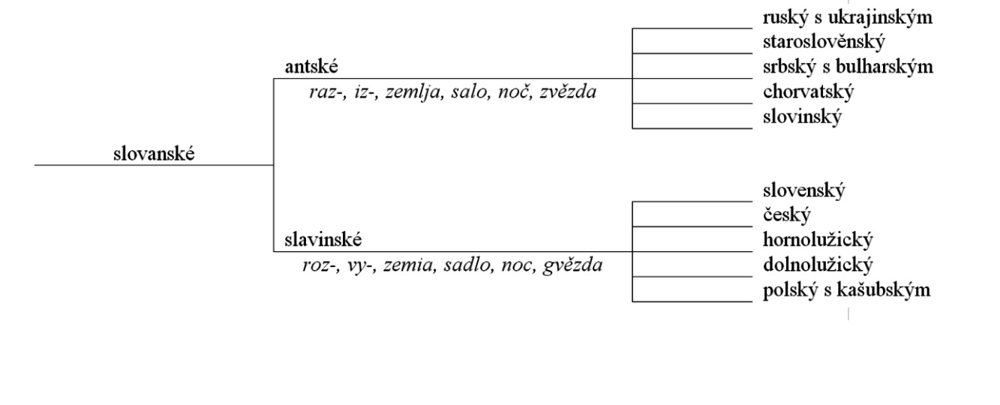 slovanské
antské
raz-, iz-, zemlja, salo, noč, zvězda
ruský s ukrajinským
staroslověnský
srbský s bulharským
chorvatský
slovinský
slavinské
roz-, vy-, zemia, sadlo, noc, gvězda
slovenský
český
hornolužický
dolnolužický
polský s kašubským